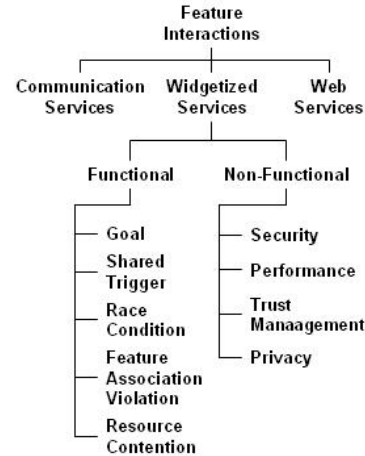 Feature
Interactions
Communication
Services
Widgetized
Services
Web
Services
Functional
Non-Functional
Goal
Shared
Trigger
Race
Condition
Feature
Association
Violation
Resource
Contention
Security
Performance
Trust
Manaagement
Privacy